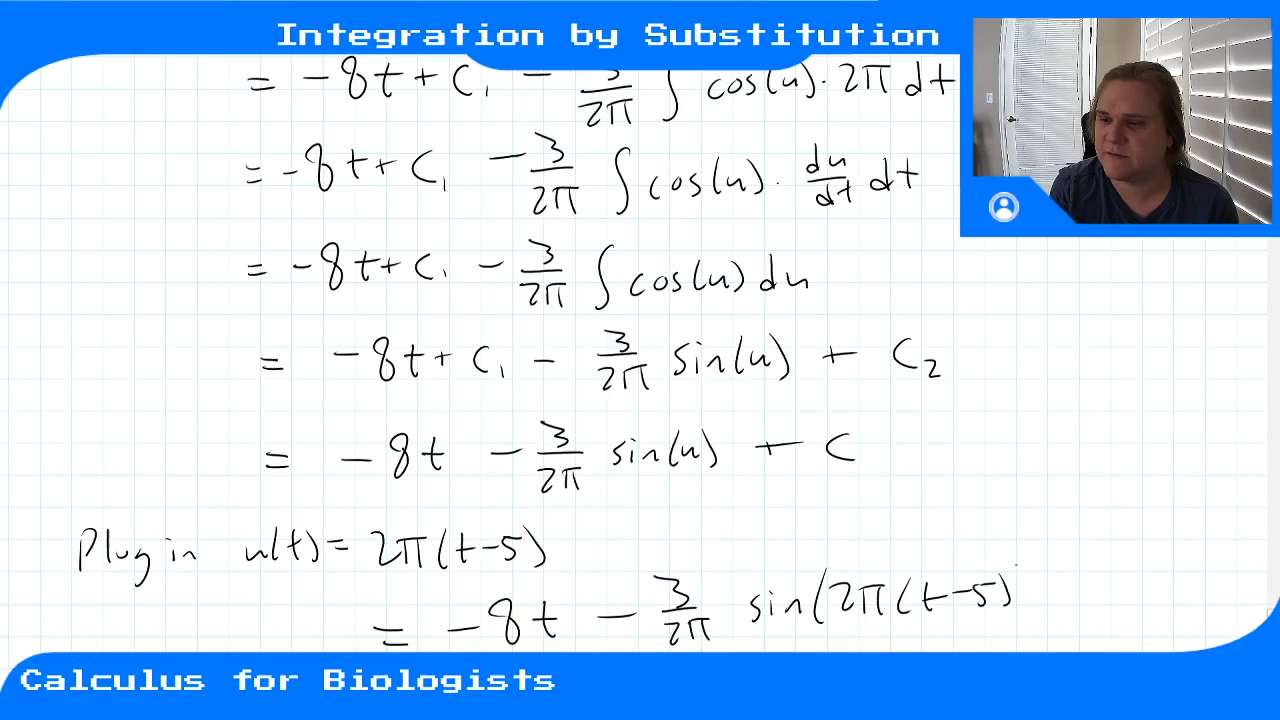 Integration by Substitution
= -8t + C₁ - 3/2π ∫ cos(u) · 2π dt
= -8t + C₁ - 3/2π ∫ cos(u) · du/dt dt
= -8t + C₁ - 3/2π ∫ cos(u) du
= -8t + C₁ - 3/2π sin(u) + C₂
= -8t - 3/2π sin(u) + C
Plug in u(t) = 2π(t-5)
= -8t - 3/2π sin(2π(t-5)
Calculus for Biologists